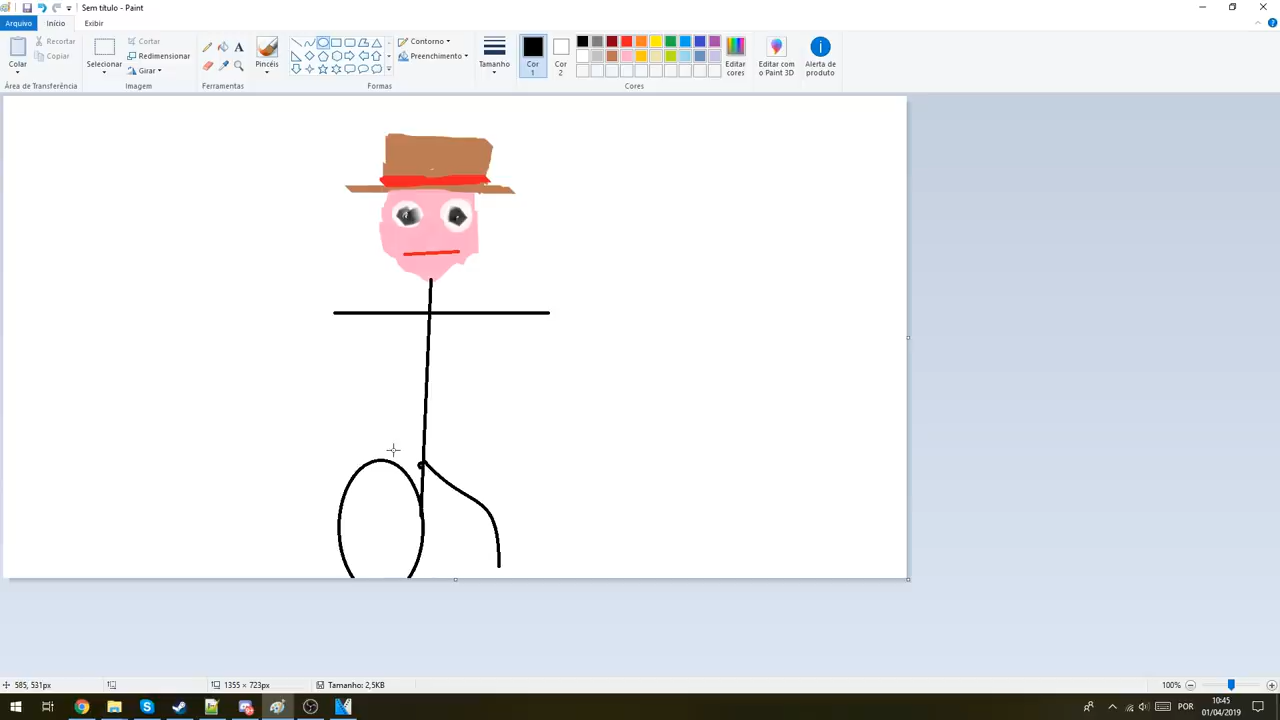 Sem título - Paint
Arquivo Início Exibir
Colar
Recortar
Copiar
Área de Transferência
Selecionar
Cortar
Redimensionar
Girar
Imagem
A
Ferramentas
Pincéis
Contorno
Preenchimento
Formas
Tamanho
Cor
1
Cor
2
Editar
cores
Cores
Editar com
o Paint 3D
Alerta de
produto
585, 531px
1355 × 723px
Tamanho: 2,5KB
100%
POR
10:45
01/04/2019